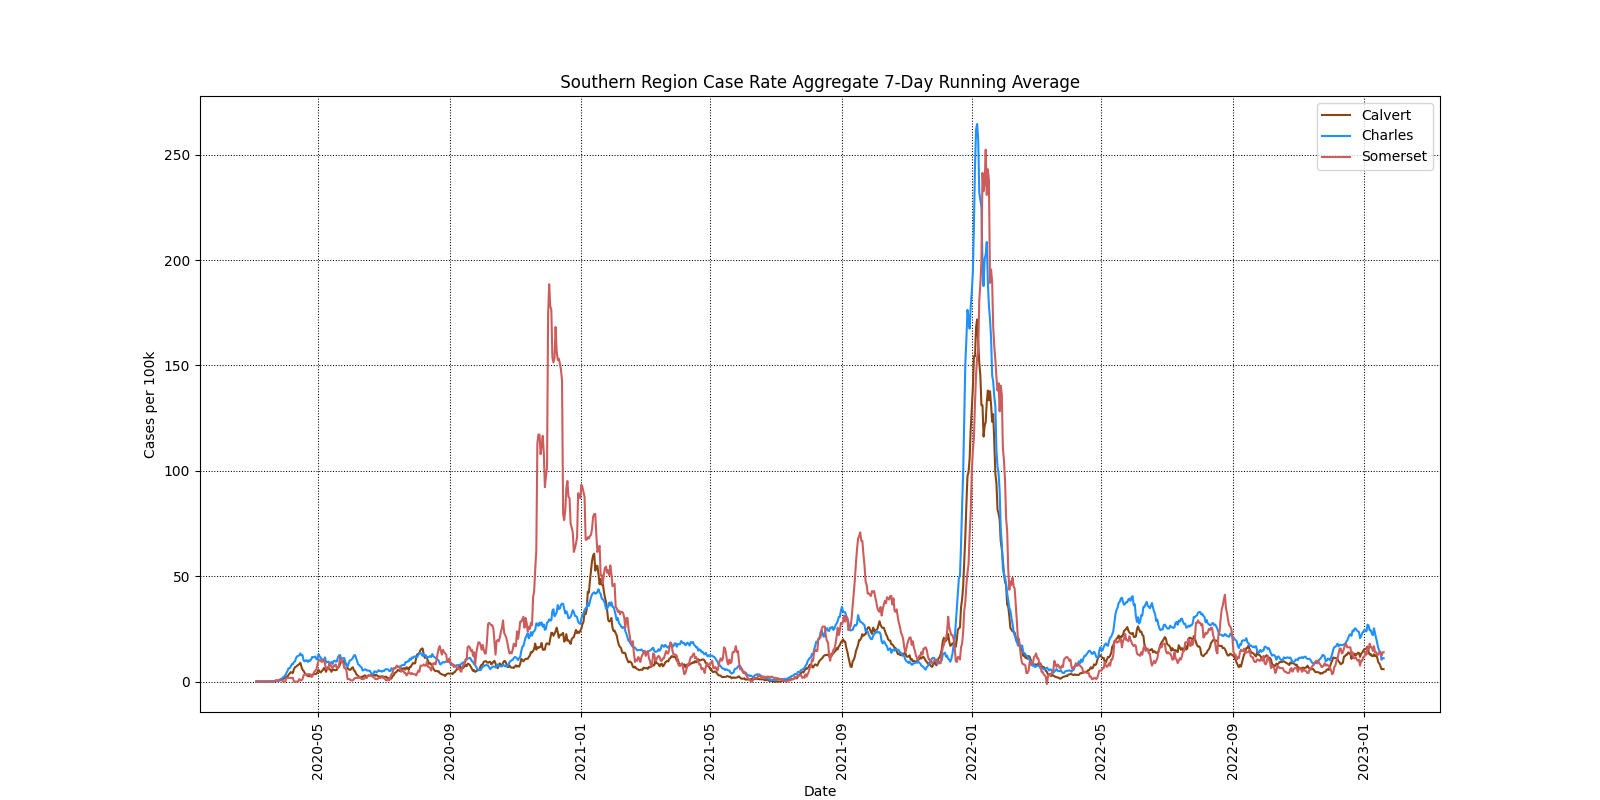 Southern Region Case Rate Aggregate 7-Day Running Average
Calvert
Charles
Somerset
Cases per 100k
250
200
150
100
50
0
2020-05
2020-09
2021-01
2021-05
2021-09
2022-01
2022-05
2022-09
2023-01
Date